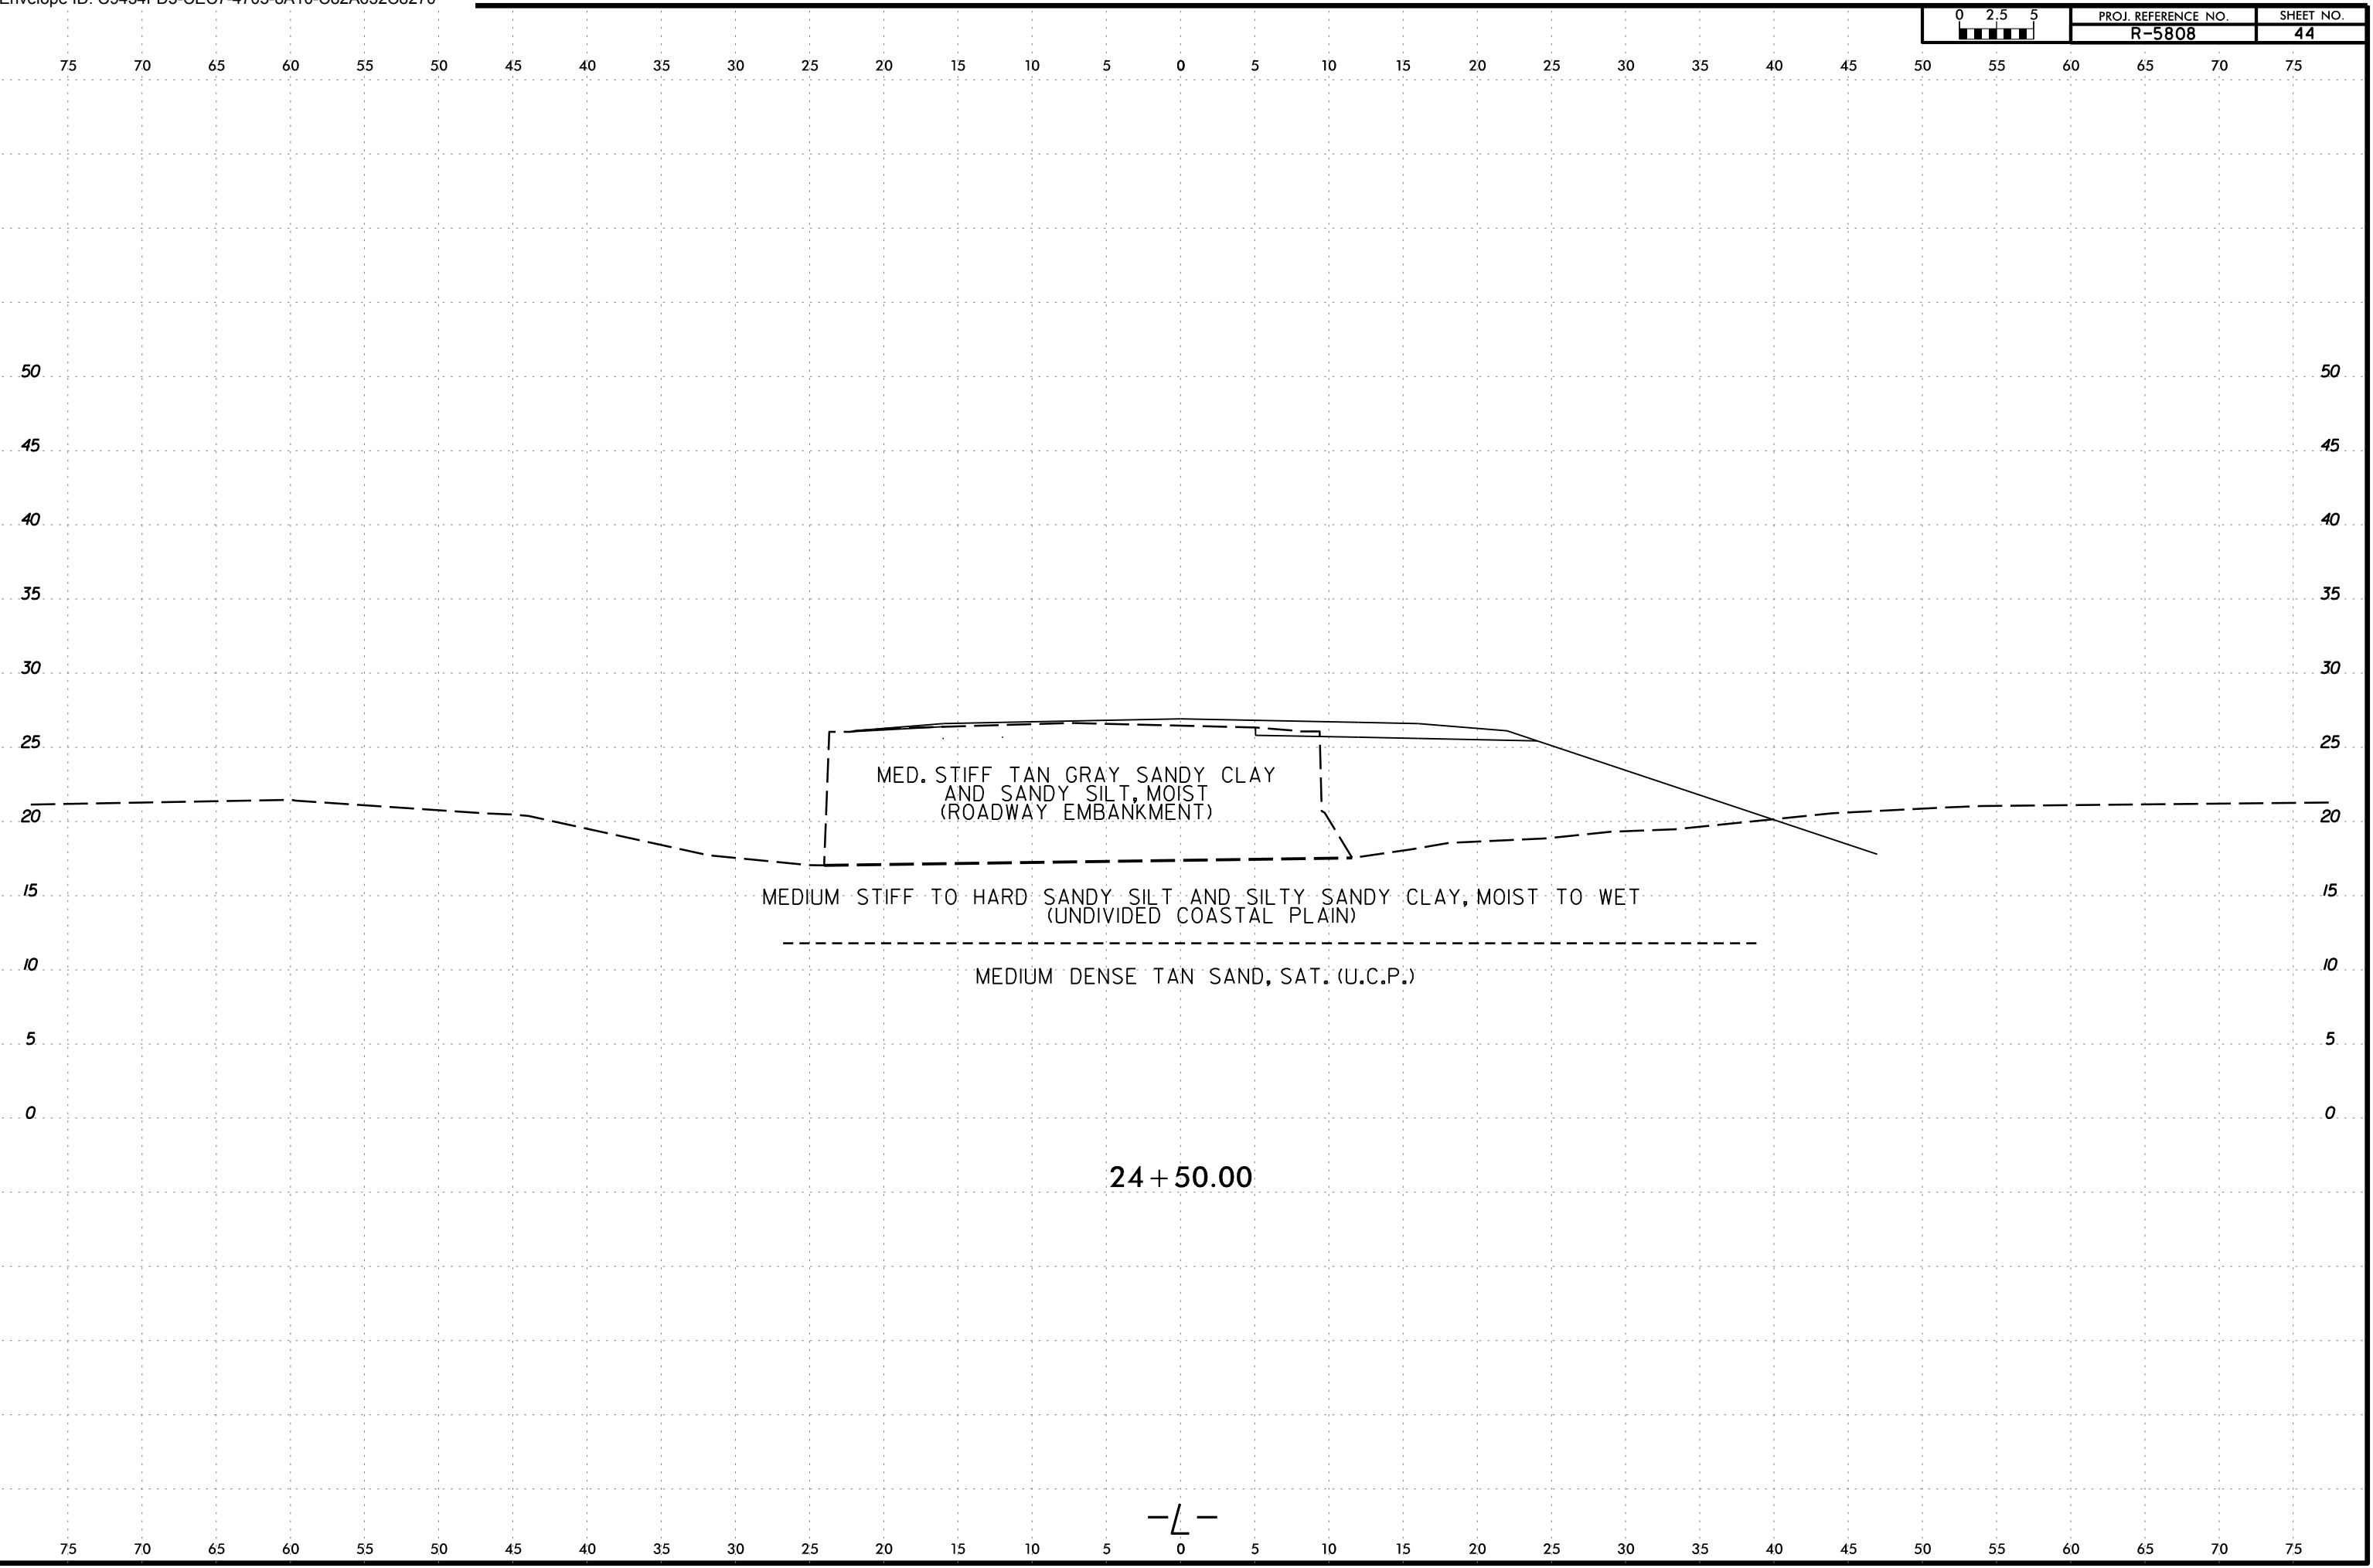 0 2.5 5
PROJ. REFERENCE NO. SHEET NO.
R-5808 44
75 70 65 60 55 50 45 40 35 30 25 20 15 10 5 0 5 10 15 20 25 30 35 40 45 50 55 60 65 70 75
50 50
45 45
40 40
35 35
30 30
25 25
MED. STIFF TAN GRAY SANDY CLAY
AND SANDY SILT, MOIST
(ROADWAY EMBANKMENT)
20 20
15 15
MEDIUM STIFF TO HARD SANDY SILT AND SILTY SANDY CLAY, MOIST TO WET
(UNDIVIDED COASTAL PLAIN)
10 10
MEDIUM DENSE TAN SAND, SAT. (U.C.P.)
5 5
0 0
24+50.00
-L-
75 70 65 60 55 50 45 40 35 30 25 20 15 10 5 0 5 10 15 20 25 30 35 40 45 50 55 60 65 70 75